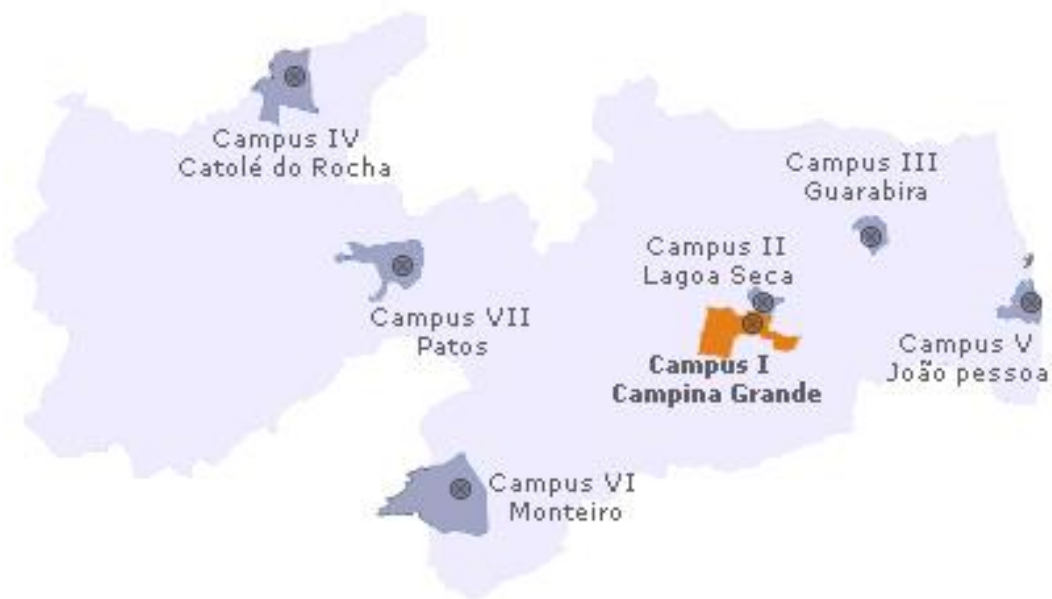 Campus IV
Catolé do Rocha
Campus III
Guarabira
Campus II
Lagoa Seca
Campus VII
Patos
Campus V
João pessoa
Campus I
Campina Grande
Campus VI
Monteiro